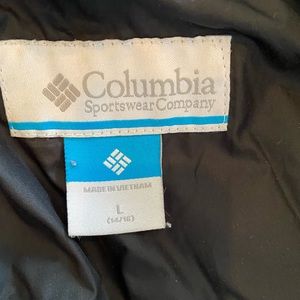 Columbia
Sportswear Company
MADE IN VIETNAM
L
(14/16)